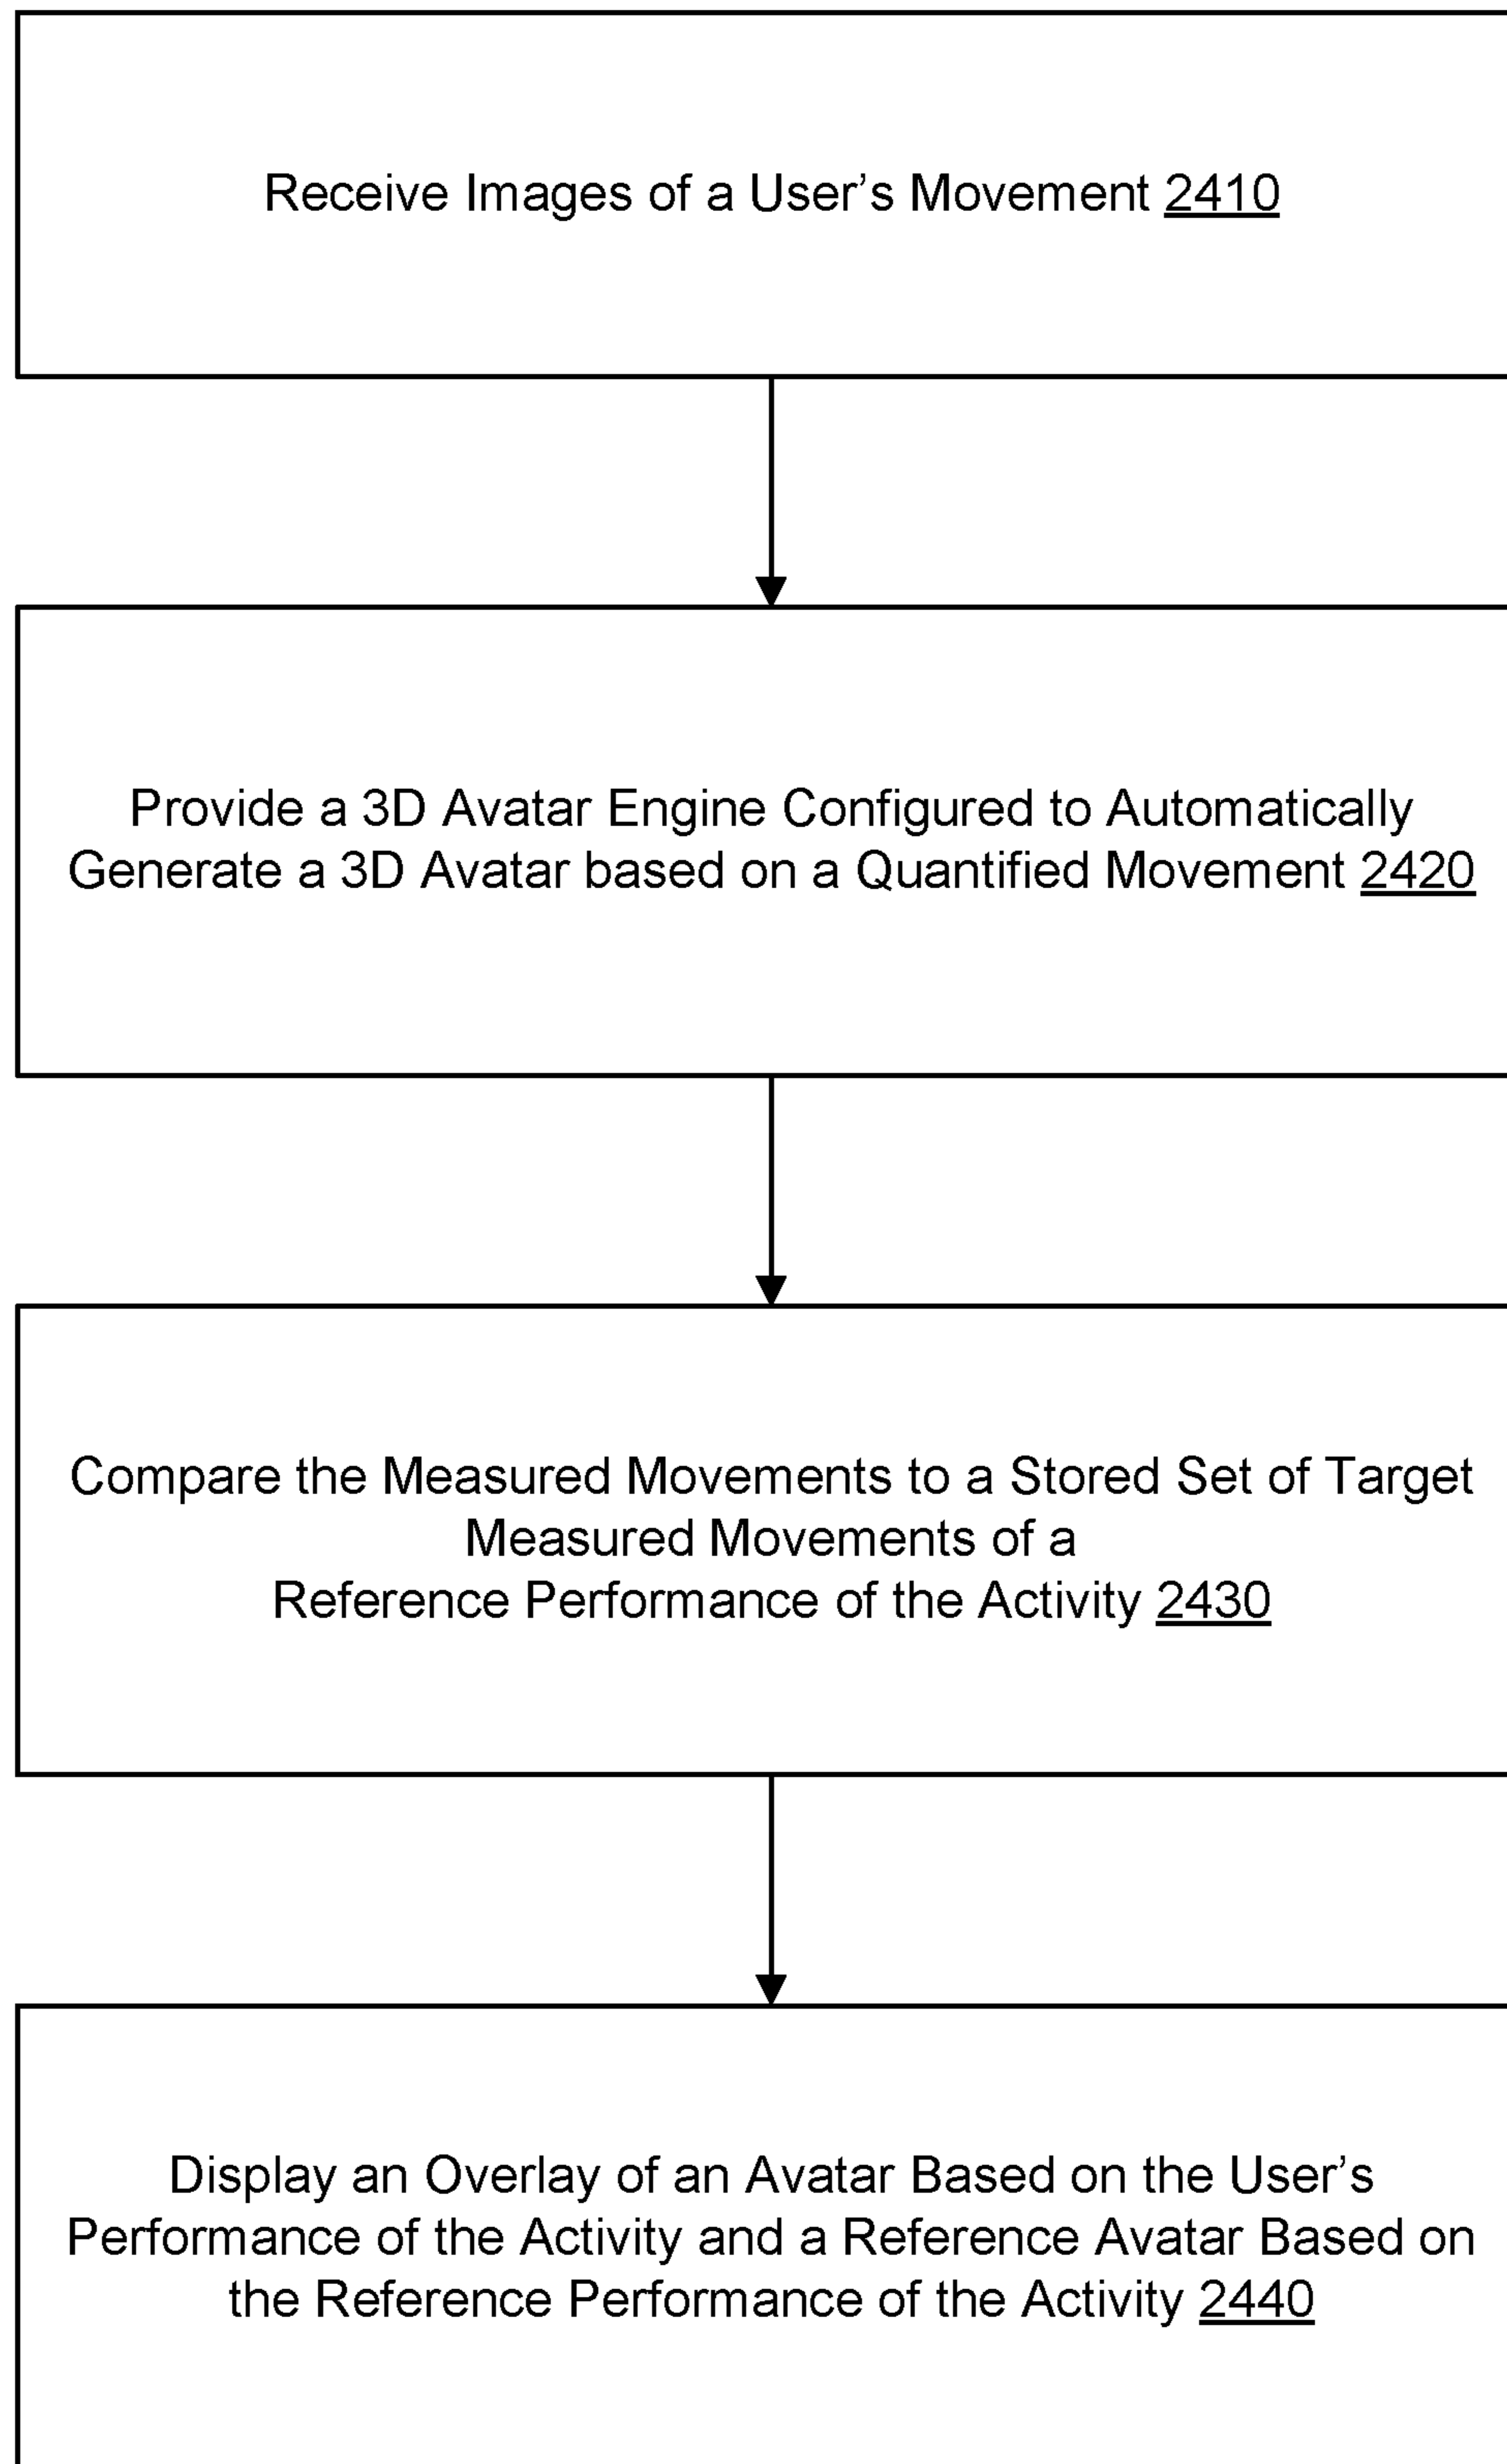 Receive Images of a User’s Movement 2410
Provide a 3D Avatar Engine Configured to Automatically
Generate a 3D Avatar based on a Quantified Movement 2420
Compare the Measured Movements to a Stored Set of Target
Measured Movements of a
Reference Performance of the Activity 2430
Display an Overlay of an Avatar Based on the User’s
Performance of the Activity and a Reference Avatar Based on
the Reference Performance of the Activity 2440